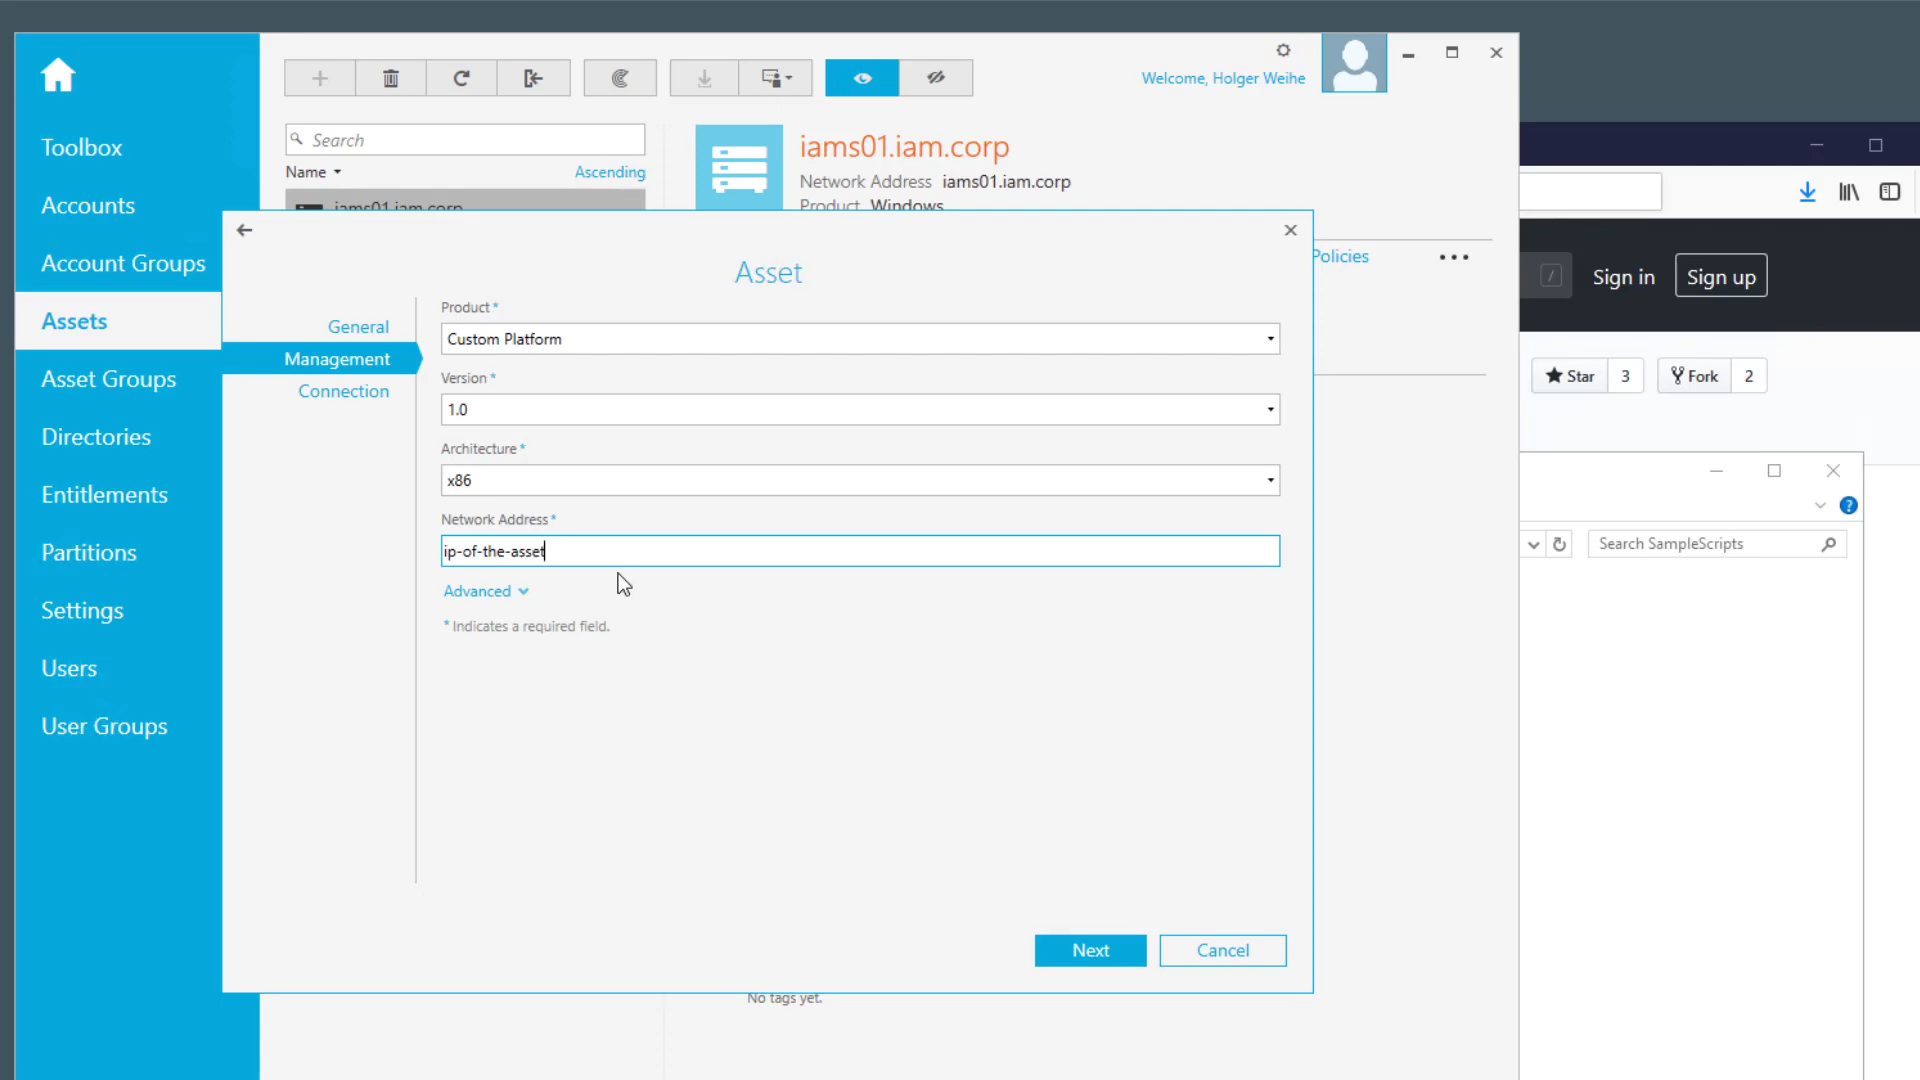 Welcome, Holger Weihe
Toolbox
Accounts
Account Groups
Assets
Asset Groups
Directories
Entitlements
Partitions
Settings
Users
User Groups
Search
Name
Ascending
iams01.iam.corp
iams01.iam.corp
Network Address iams01.iam.corp
Product Windows
Policies
Asset
General
Management
Connection
Product *
Custom Platform
Version *
1.0
Architecture *
x86
Network Address *
ip-of-the-asset
Advanced
* Indicates a required field.
Next
Cancel
No tags yet.
/
Sign in
Sign up
Star 3
Fork 2
?
Search SampleScripts